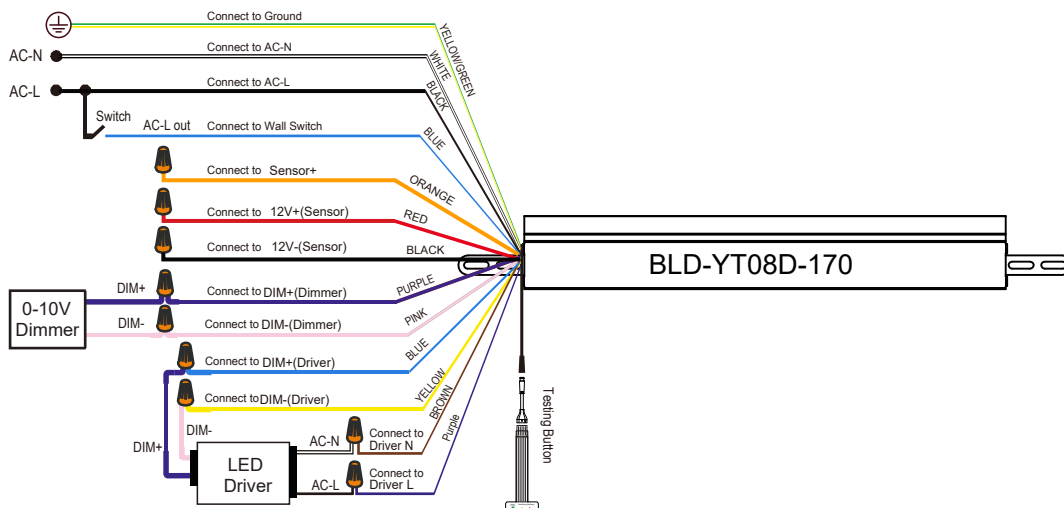 Connect to Ground
YELLOW/GREEN
AC-N
Connect to AC-N
WHITE
AC-L
Connect to AC-L
BLACK
Switch
AC-L out
Connect to Wall Switch
BLUE
Connect to Sensor+
ORANGE
Connect to 12V+(Sensor)
RED
Connect to 12V-(Sensor)
BLACK
BLD-YT08D-170
0-10V
Dimmer
DIM+
Connect to DIM+(Dimmer)
PURPLE
DIM-
Connect to DIM-(Dimmer)
PINK
Connect to DIM+(Driver)
BLUE
Connect to DIM-(Driver)
YELLOW
BROWN
Purple
Testing Button
DIM-
DIM+
LED
Driver
AC-N
Connect to
Driver N
AC-L
Connect to
Driver L